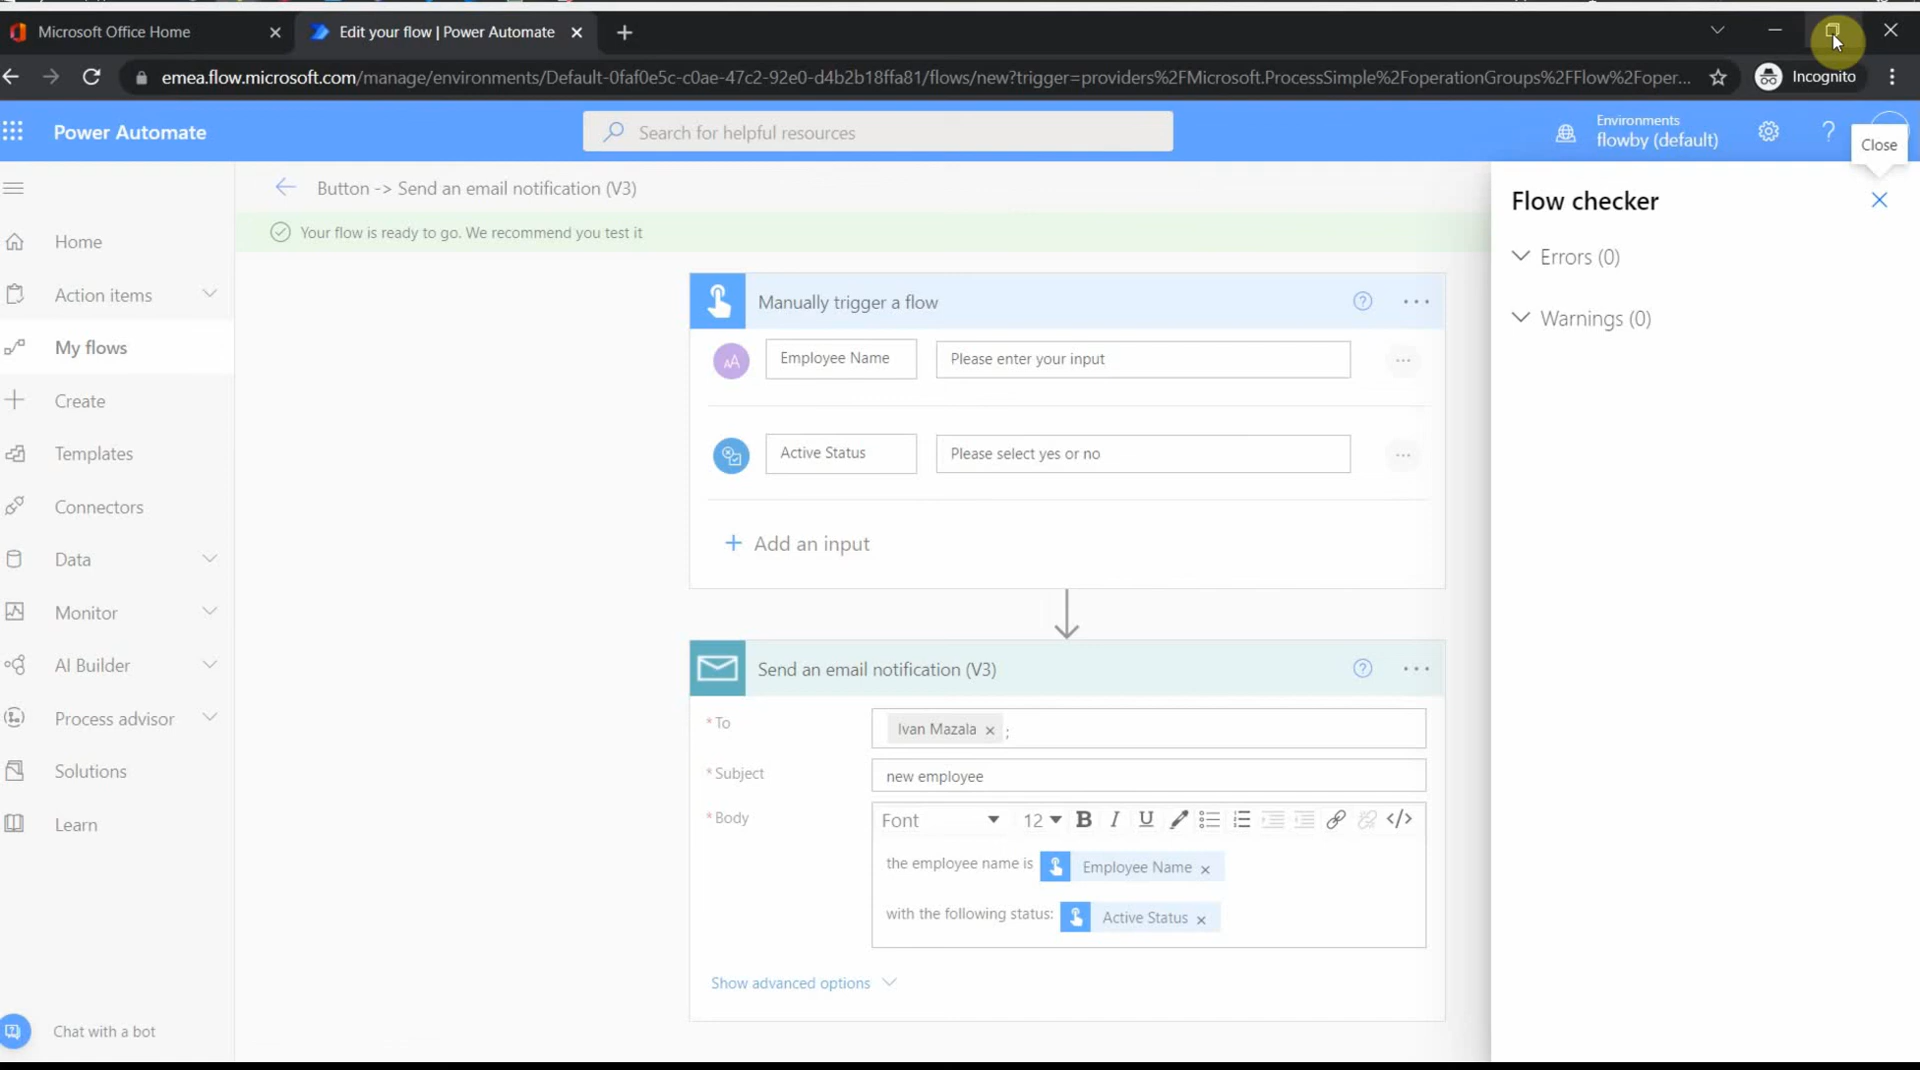 Microsoft Office Home
Edit your flow | Power Automate
emea.flow.microsoft.com/manage/environments/Default-0faf0e5c-c0ae-47c2-92e0-d4b2b18ffa81/flows/new?trigger=providers%2FMicrosoft.ProcessSimple%2FoperationGroups%2FFlow%2Foper...
Incognito
Power Automate
Search for helpful resources
Environments
flowby (default)
?
Close
Button -> Send an email notification (V3)
Your flow is ready to go. We recommend you test it
Home
Action items
My flows
Create
Templates
Connectors
Data
Monitor
AI Builder
Process advisor
Solutions
Learn
Chat with a bot
Manually trigger a flow
Employee Name
Please enter your input
Active Status
Please select yes or no
Add an input
Send an email notification (V3)
* To
Ivan Mazala × ;
* Subject
new employee
* Body
Font 12 B I U </>
the employee name is Employee Name ×
with the following status: Active Status ×
Show advanced options
Flow checker
Errors (0)
Warnings (0)